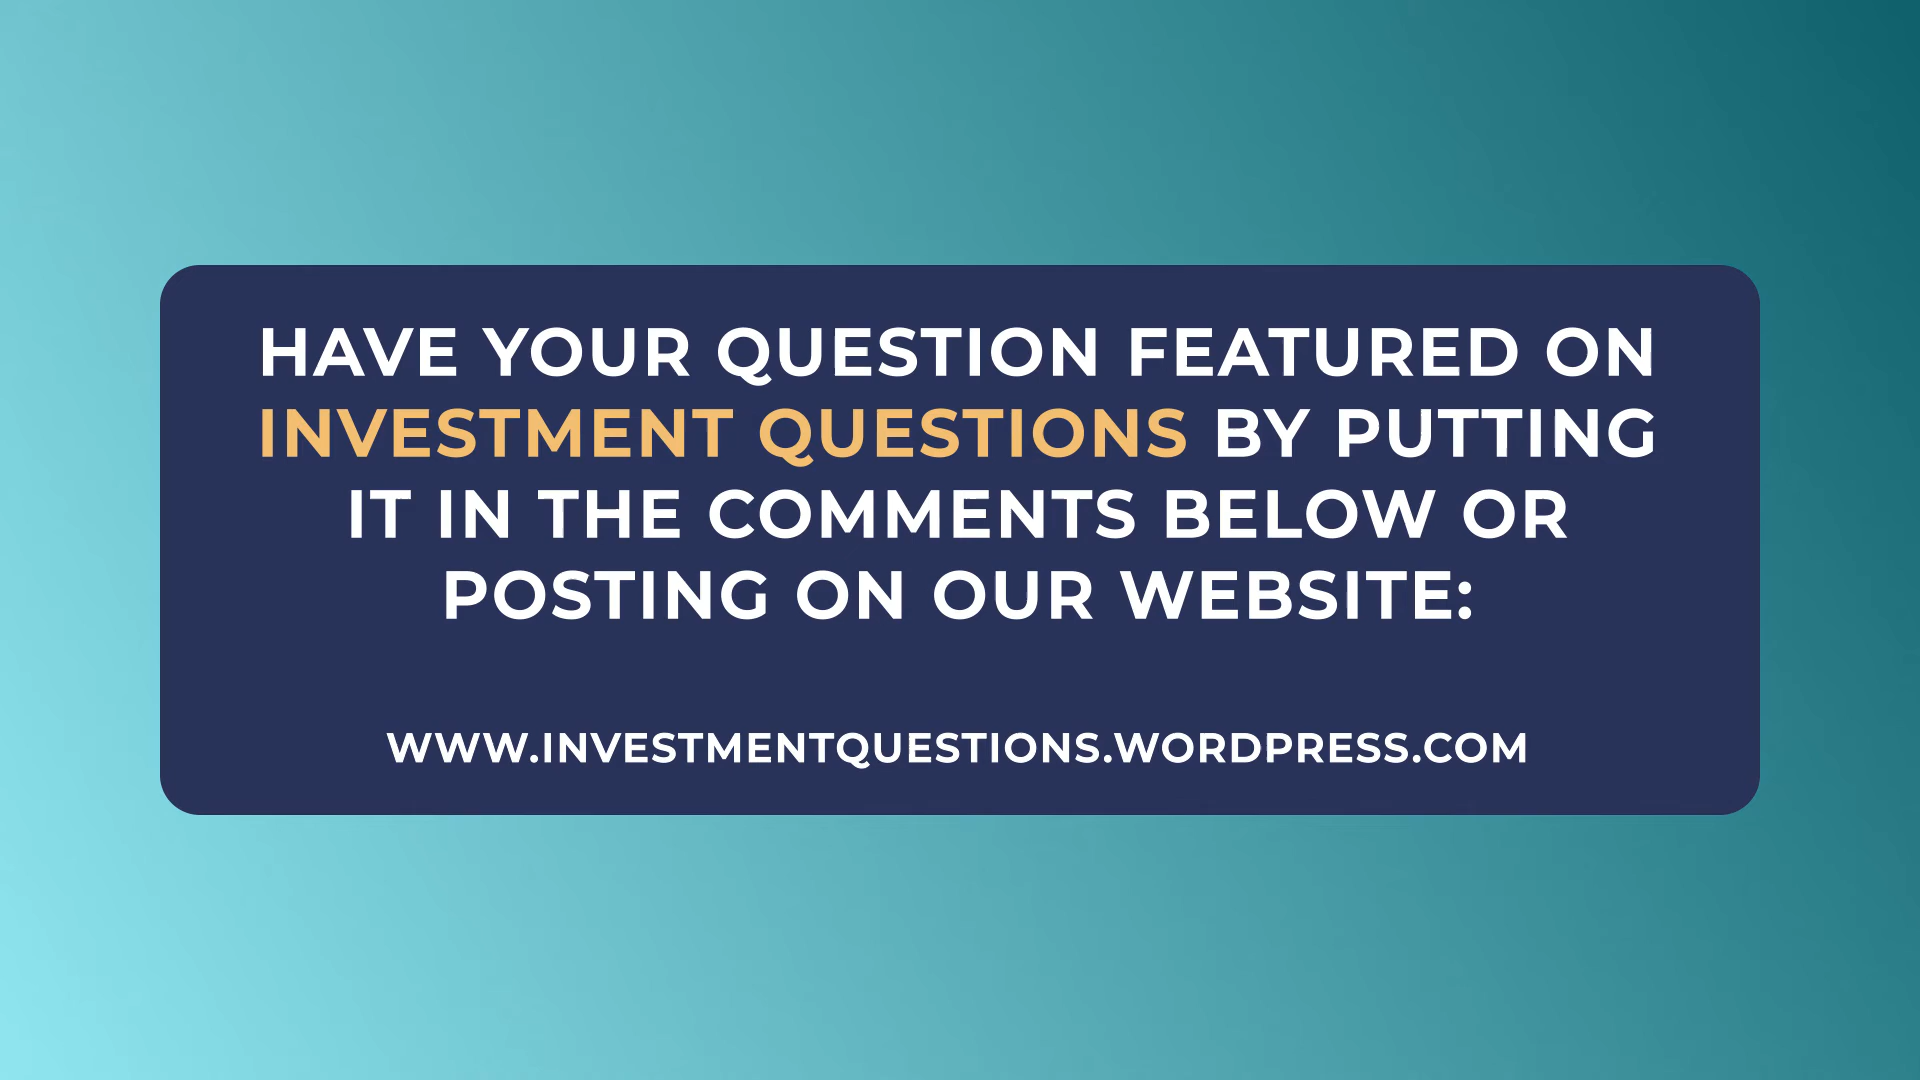 HAVE YOUR QUESTION FEATURED ON
INVESTMENT QUESTIONS BY PUTTING
IT IN THE COMMENTS BELOW OR
POSTING ON OUR WEBSITE:
WWW.INVESTMENTQUESTIONS.WORDPRESS.COM